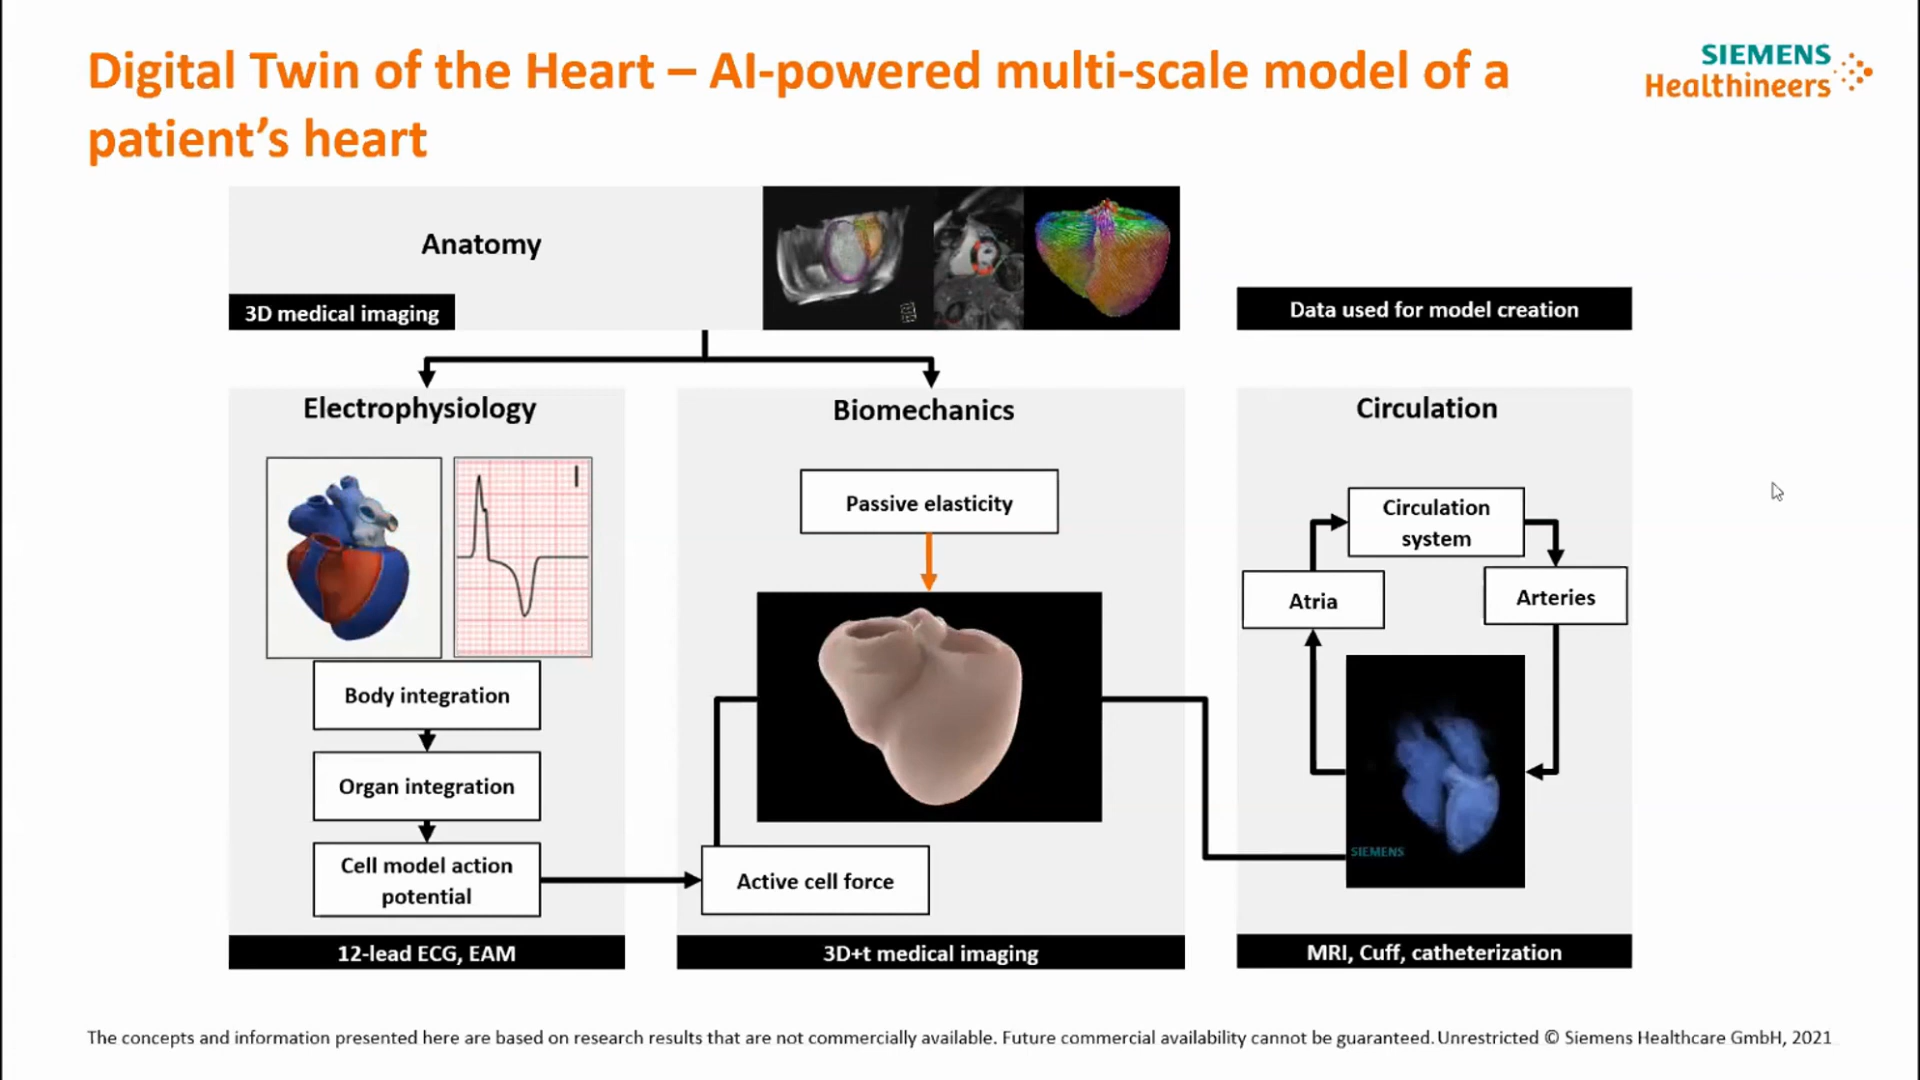 Digital Twin of the Heart – AI-powered multi-scale model of a
patient's heart
SIEMENS
Healthineers
Anatomy
3D medical imaging
Data used for model creation
Electrophysiology
I
Body integration
Organ integration
Cell model action
potential
12-lead ECG, EAM
Biomechanics
Passive elasticity
Active cell force
3D+t medical imaging
Circulation
Circulation
system
Atria
Arteries
SIEMENS
MRI, Cuff, catheterization
The concepts and information presented here are based on research results that are not commercially available. Future commercial availability cannot be guaranteed. Unrestricted © Siemens Healthcare GmbH, 2021